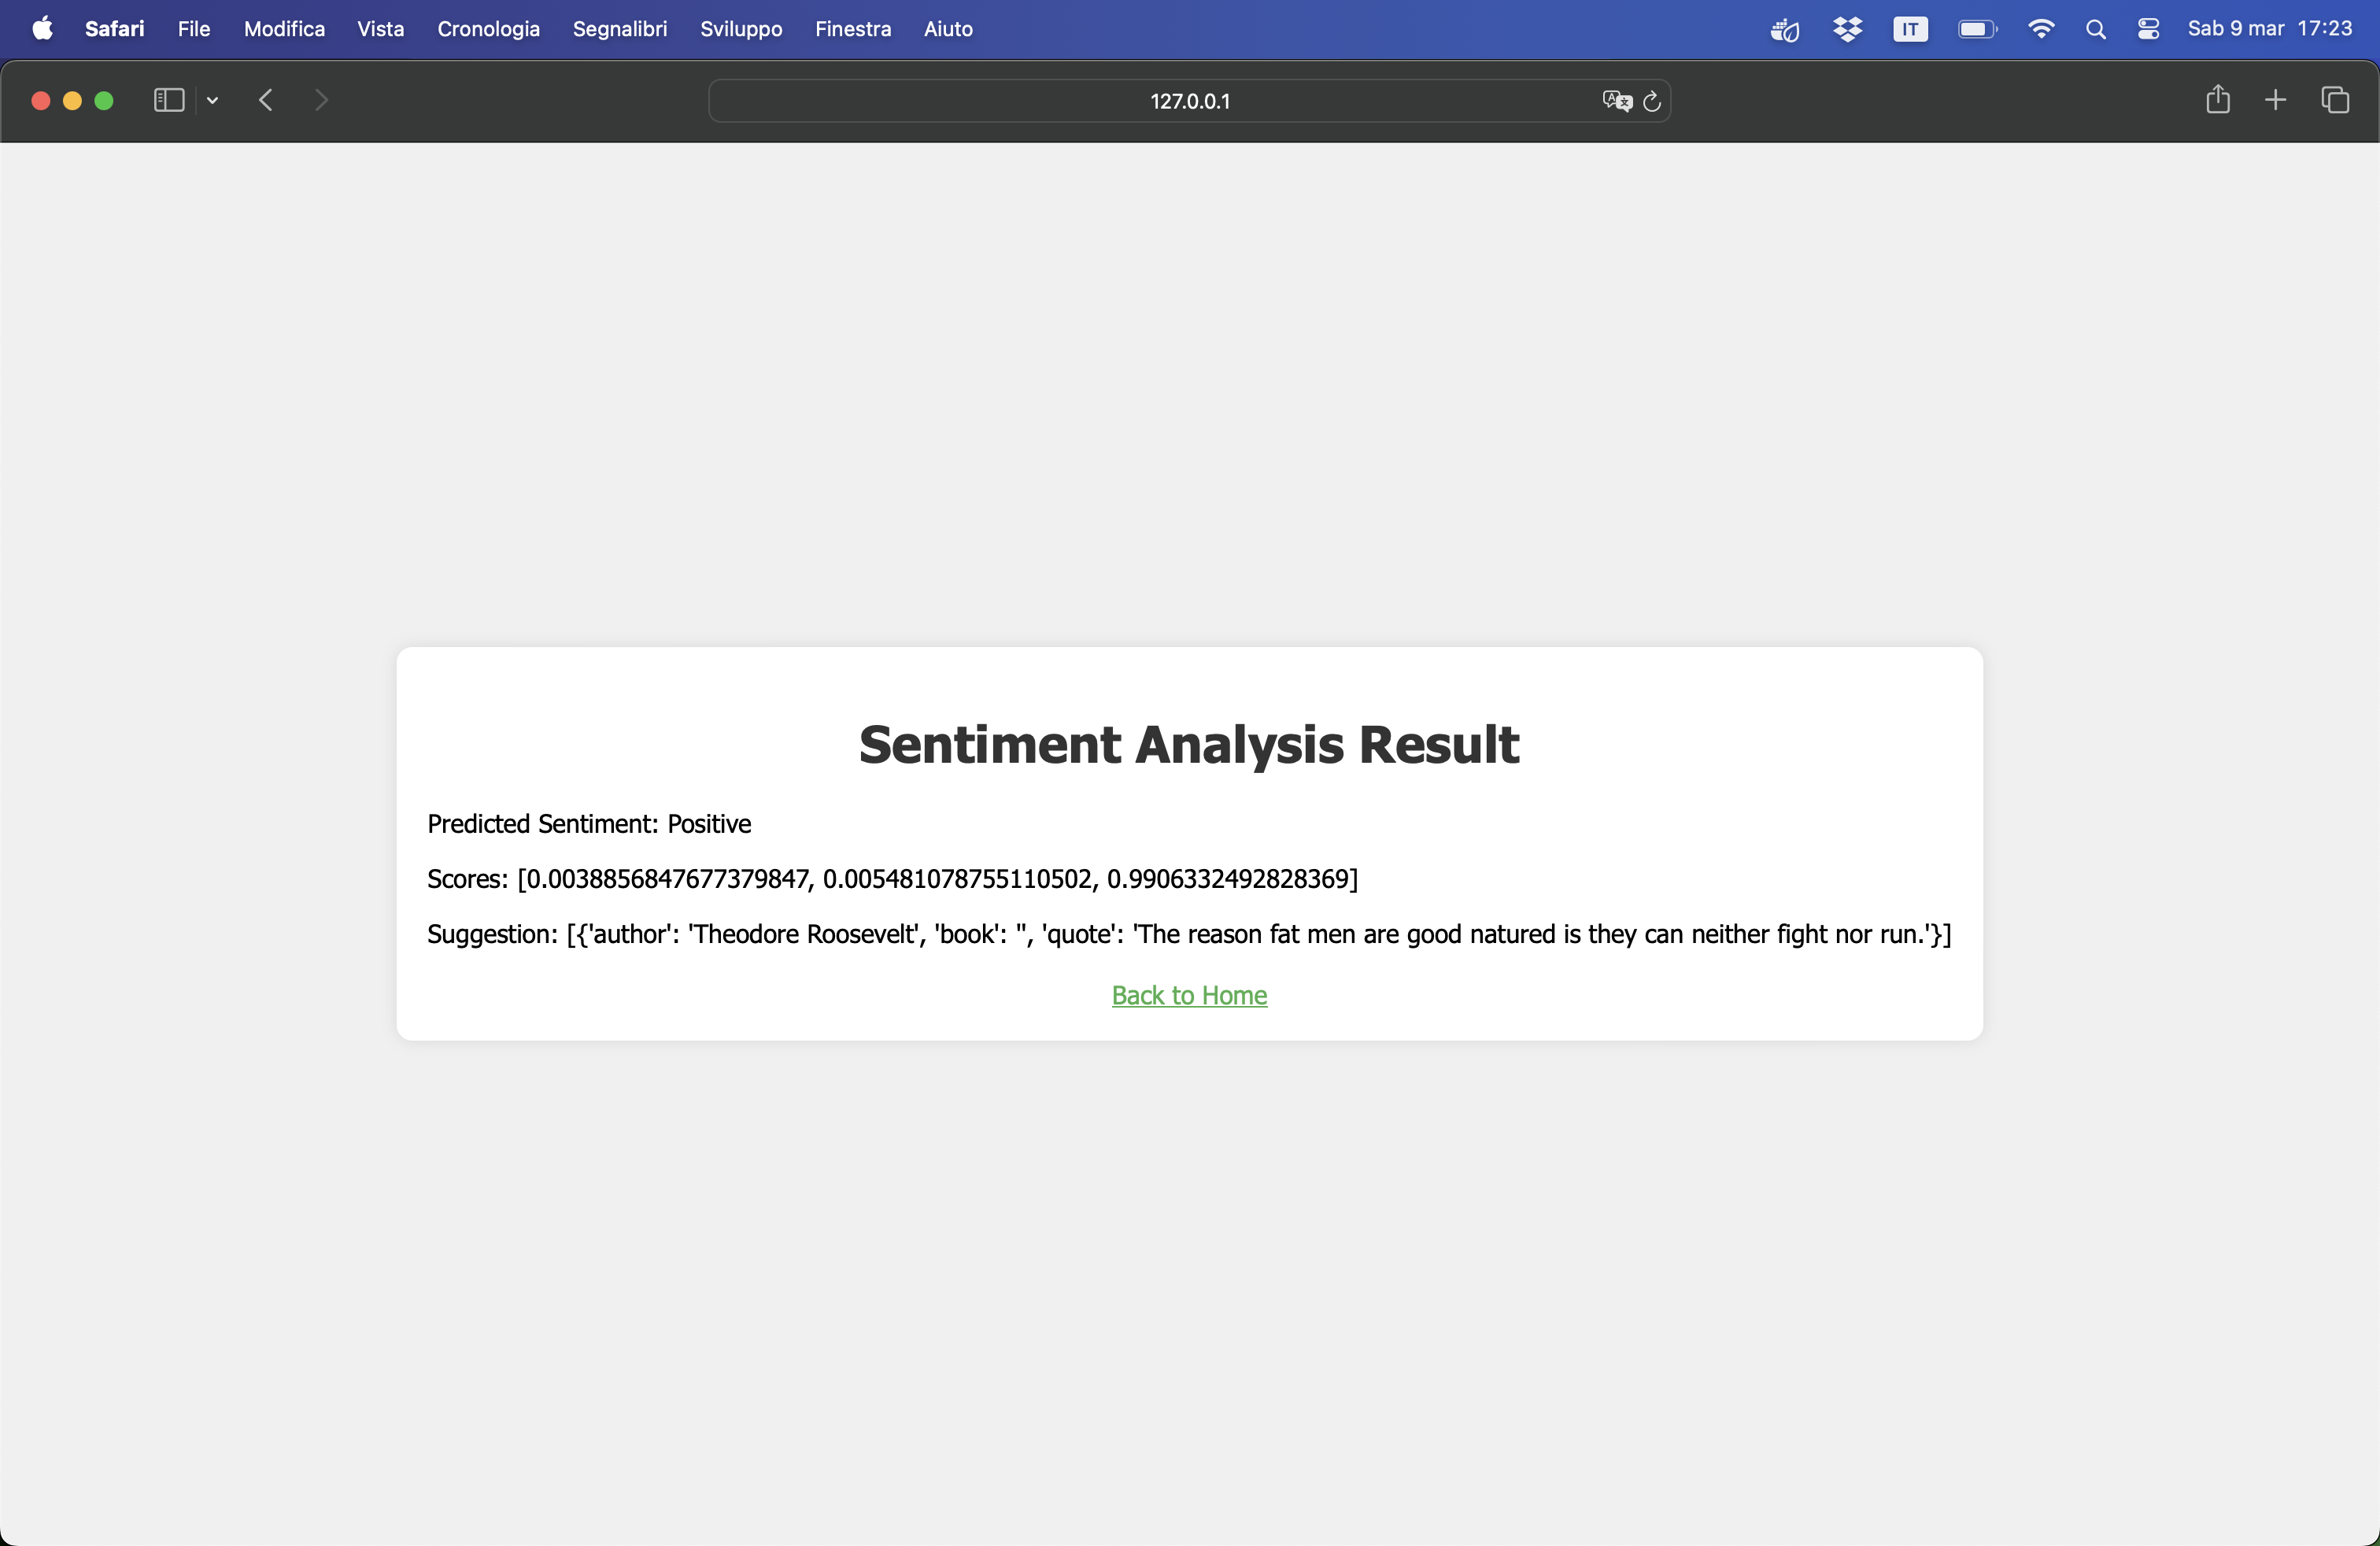 Safari File Modifica Vista Cronologia Segnalibri Sviluppo Finestra Aiuto IT Sab 9 mar 17:23
127.0.0.1
Sentiment Analysis Result
Predicted Sentiment: Positive
Scores: [0.0038856847677379847, 0.005481078755110502, 0.9906332492828369]
Suggestion: [{'author': 'Theodore Roosevelt', 'book': '', 'quote': 'The reason fat men are good natured is they can neither fight nor run.'}]
Back to Home